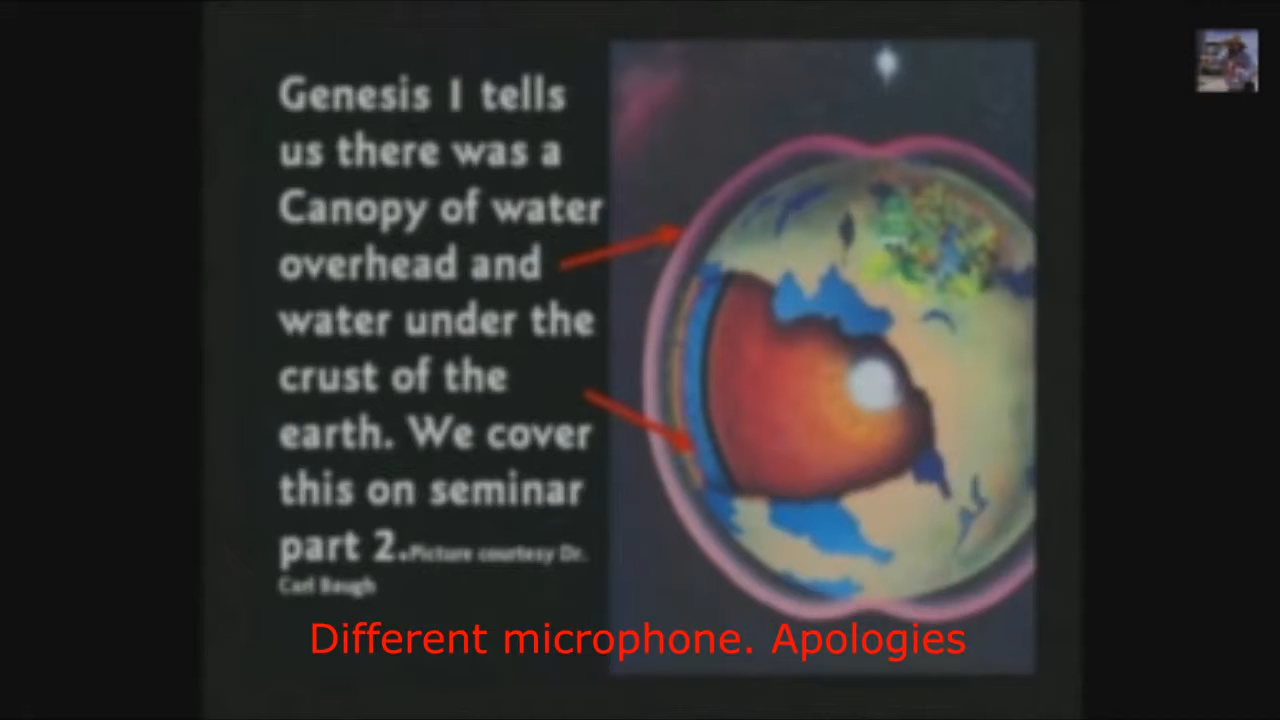 Genesis 1 tells
us there was a
Canopy of water
overhead and
water under the
crust of the
earth. We cover
this on seminar
part 2.Picture courtesy Dr.
Carl Baugh
Different microphone. Apologies